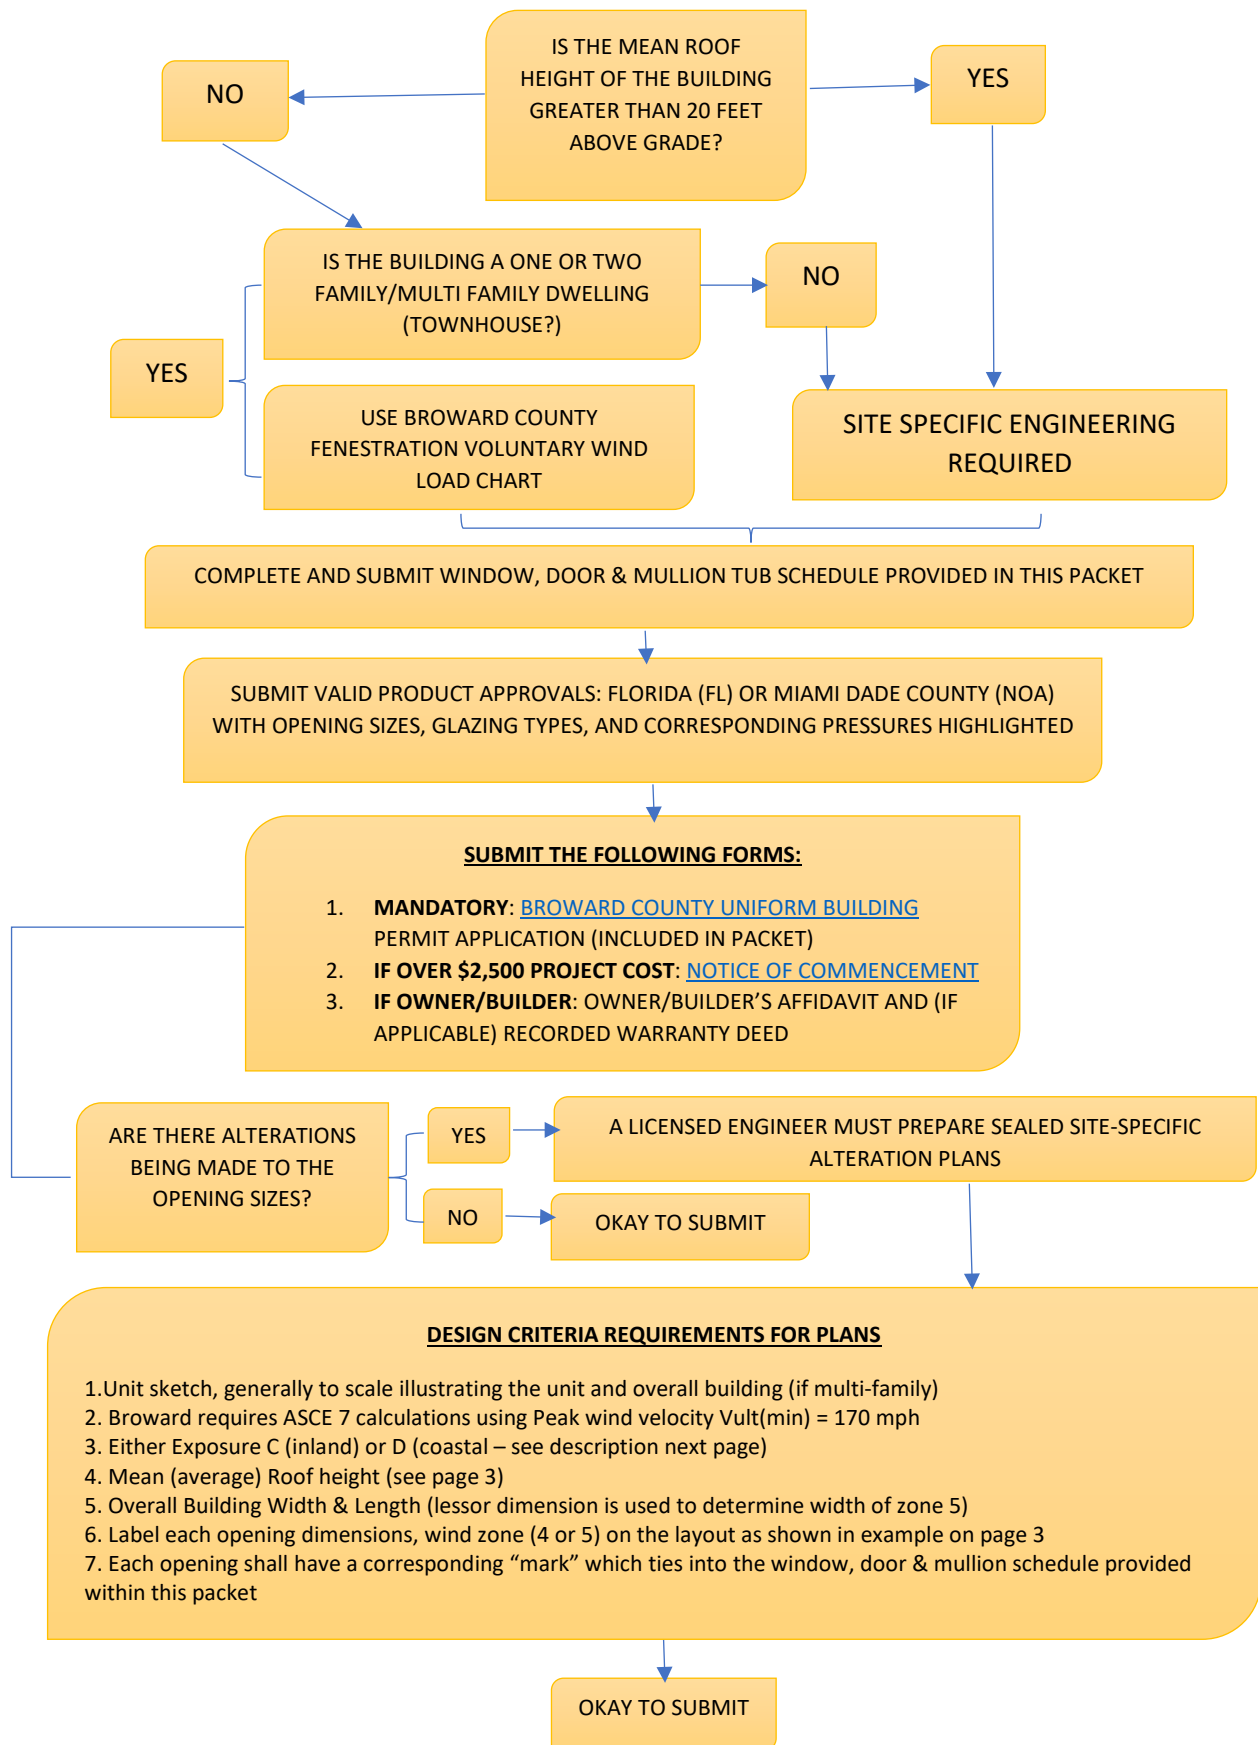 IS THE MEAN ROOF
HEIGHT OF THE BUILDING
GREATER THAN 20 FEET
ABOVE GRADE?
NO
YES
IS THE BUILDING A ONE OR TWO
FAMILY/MULTI FAMILY DWELLING
(TOWNHOUSE?)
NO
YES
USE BROWARD COUNTY
FENESTRATION VOLUNTARY WIND
LOAD CHART
SITE SPECIFIC ENGINEERING
REQUIRED
COMPLETE AND SUBMIT WINDOW, DOOR & MULLION TUB SCHEDULE PROVIDED IN THIS PACKET
SUBMIT VALID PRODUCT APPROVALS: FLORIDA (FL) OR MIAMI DADE COUNTY (NOA)
WITH OPENING SIZES, GLAZING TYPES, AND CORRESPONDING PRESSURES HIGHLIGHTED
SUBMIT THE FOLLOWING FORMS:
1. MANDATORY: BROWARD COUNTY UNIFORM BUILDING
PERMIT APPLICATION (INCLUDED IN PACKET)
2. IF OVER $2,500 PROJECT COST: NOTICE OF COMMENCEMENT
3. IF OWNER/BUILDER: OWNER/BUILDER’S AFFIDAVIT AND (IF
APPLICABLE) RECORDED WARRANTY DEED
ARE THERE ALTERATIONS
BEING MADE TO THE
OPENING SIZES?
YES
A LICENSED ENGINEER MUST PREPARE SEALED SITE-SPECIFIC
ALTERATION PLANS
NO
OKAY TO SUBMIT
DESIGN CRITERIA REQUIREMENTS FOR PLANS
1.Unit sketch, generally to scale illustrating the unit and overall building (if multi-family)
2. Broward requires ASCE 7 calculations using Peak wind velocity Vult(min) = 170 mph
3. Either Exposure C (inland) or D (coastal – see description next page)
4. Mean (average) Roof height (see page 3)
5. Overall Building Width & Length (lessor dimension is used to determine width of zone 5)
6. Label each opening dimensions, wind zone (4 or 5) on the layout as shown in example on page 3
7. Each opening shall have a corresponding “mark” which ties into the window, door & mullion schedule provided
within this packet
OKAY TO SUBMIT